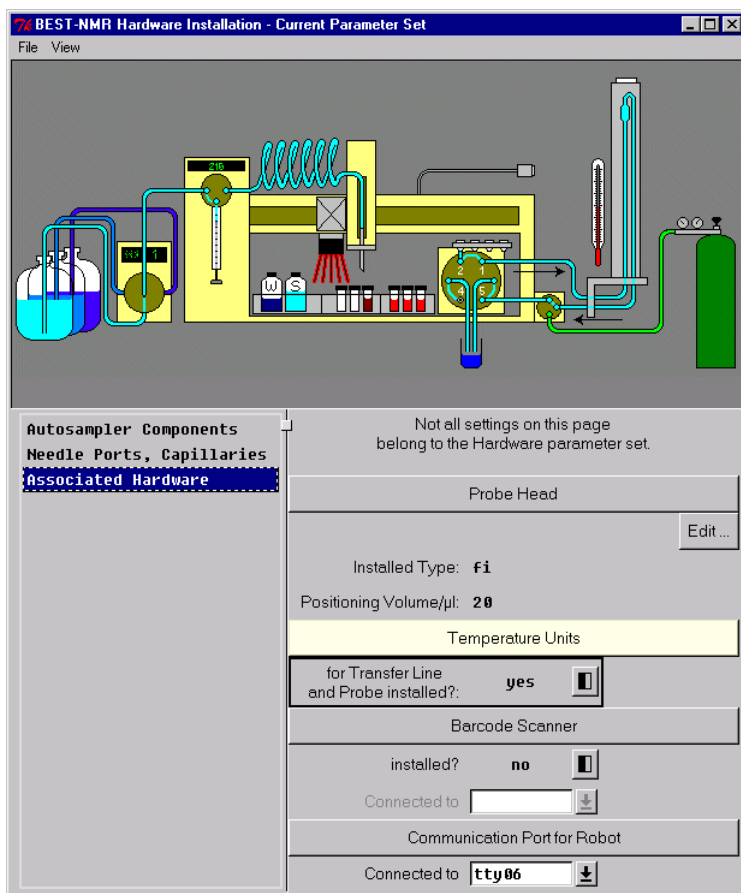 BEST-NMR Hardware Installation - Current Parameter Set
File View
216
1
W S
2 1
4 5
Autosampler Components
Needle Ports, Capillaries
Associated Hardware
Not all settings on this page
belong to the Hardware parameter set.
Probe Head
Edit ...
Installed Type: fi
Positioning Volume/µl: 20
Temperature Units
for Transfer Line
and Probe installed?: yes
Barcode Scanner
installed? no
Connected to
Communication Port for Robot
Connected to tty06